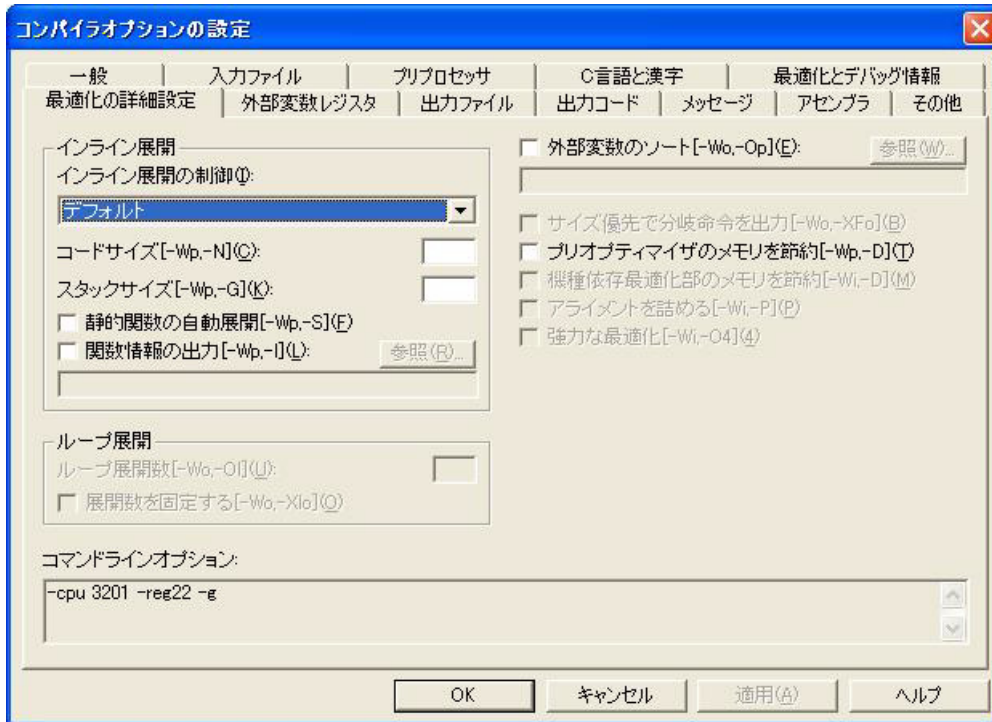 コンパイラオプションの設定
一般 入力ファイル プリプロセッサ C言語と漢字 最適化とデバッグ情報
最適化の詳細設定 外部変数レジスタ 出力ファイル 出力コード メッセージ アセンブラ その他
インライン展開
インライン展開の制御(I):
デフォルト
コードサイズ[-Wp,-N](C):
スタックサイズ[-Wp,-G](K):
静的関数の自動展開[-Wp,-S](F)
関数情報の出力[-Wp,-l](L): 参照(R)...
ループ展開
ループ展開数[-Wo,-Ol](U):
展開数を固定する[-Wo,-Xlo](O)
外部変数のソート[-Wo,-Op](E): 参照(W)...
サイズ優先で分岐命令を出力[-Wo,-XFo](B)
プリオプティマイザのメモリを節約[-Wp,-D](T)
機種依存最適化部のメモリを節約[-Wi,-D](M)
アライメントを詰める[-Wi,-P](P)
強力な最適化[-Wi,-O4](4)
コマンドラインオプション:
-cpu 3201 -reg22 -g
OK キャンセル 適用(A) ヘルプ